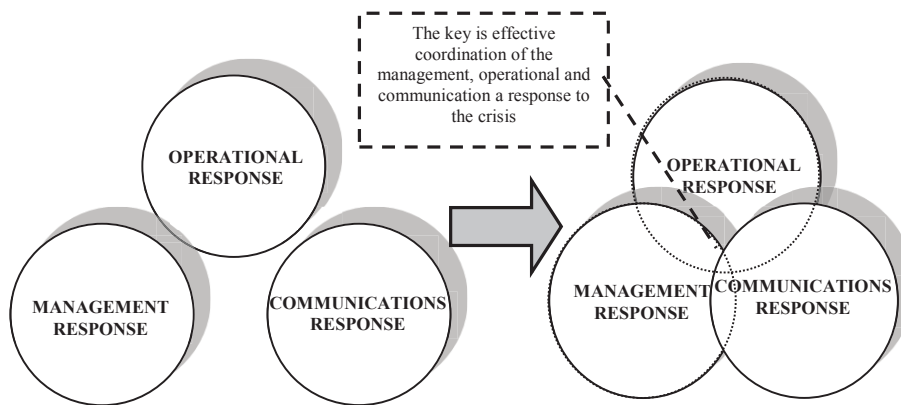 The key is effective
coordination of the
management, operational and
communication a response to
the crisis
OPERATIONAL
RESPONSE
MANAGEMENT
RESPONSE
COMMUNICATIONS
RESPONSE
OPERATIONAL
RESPONSE
MANAGEMENT
RESPONSE
COMMUNICATIONS
RESPONSE